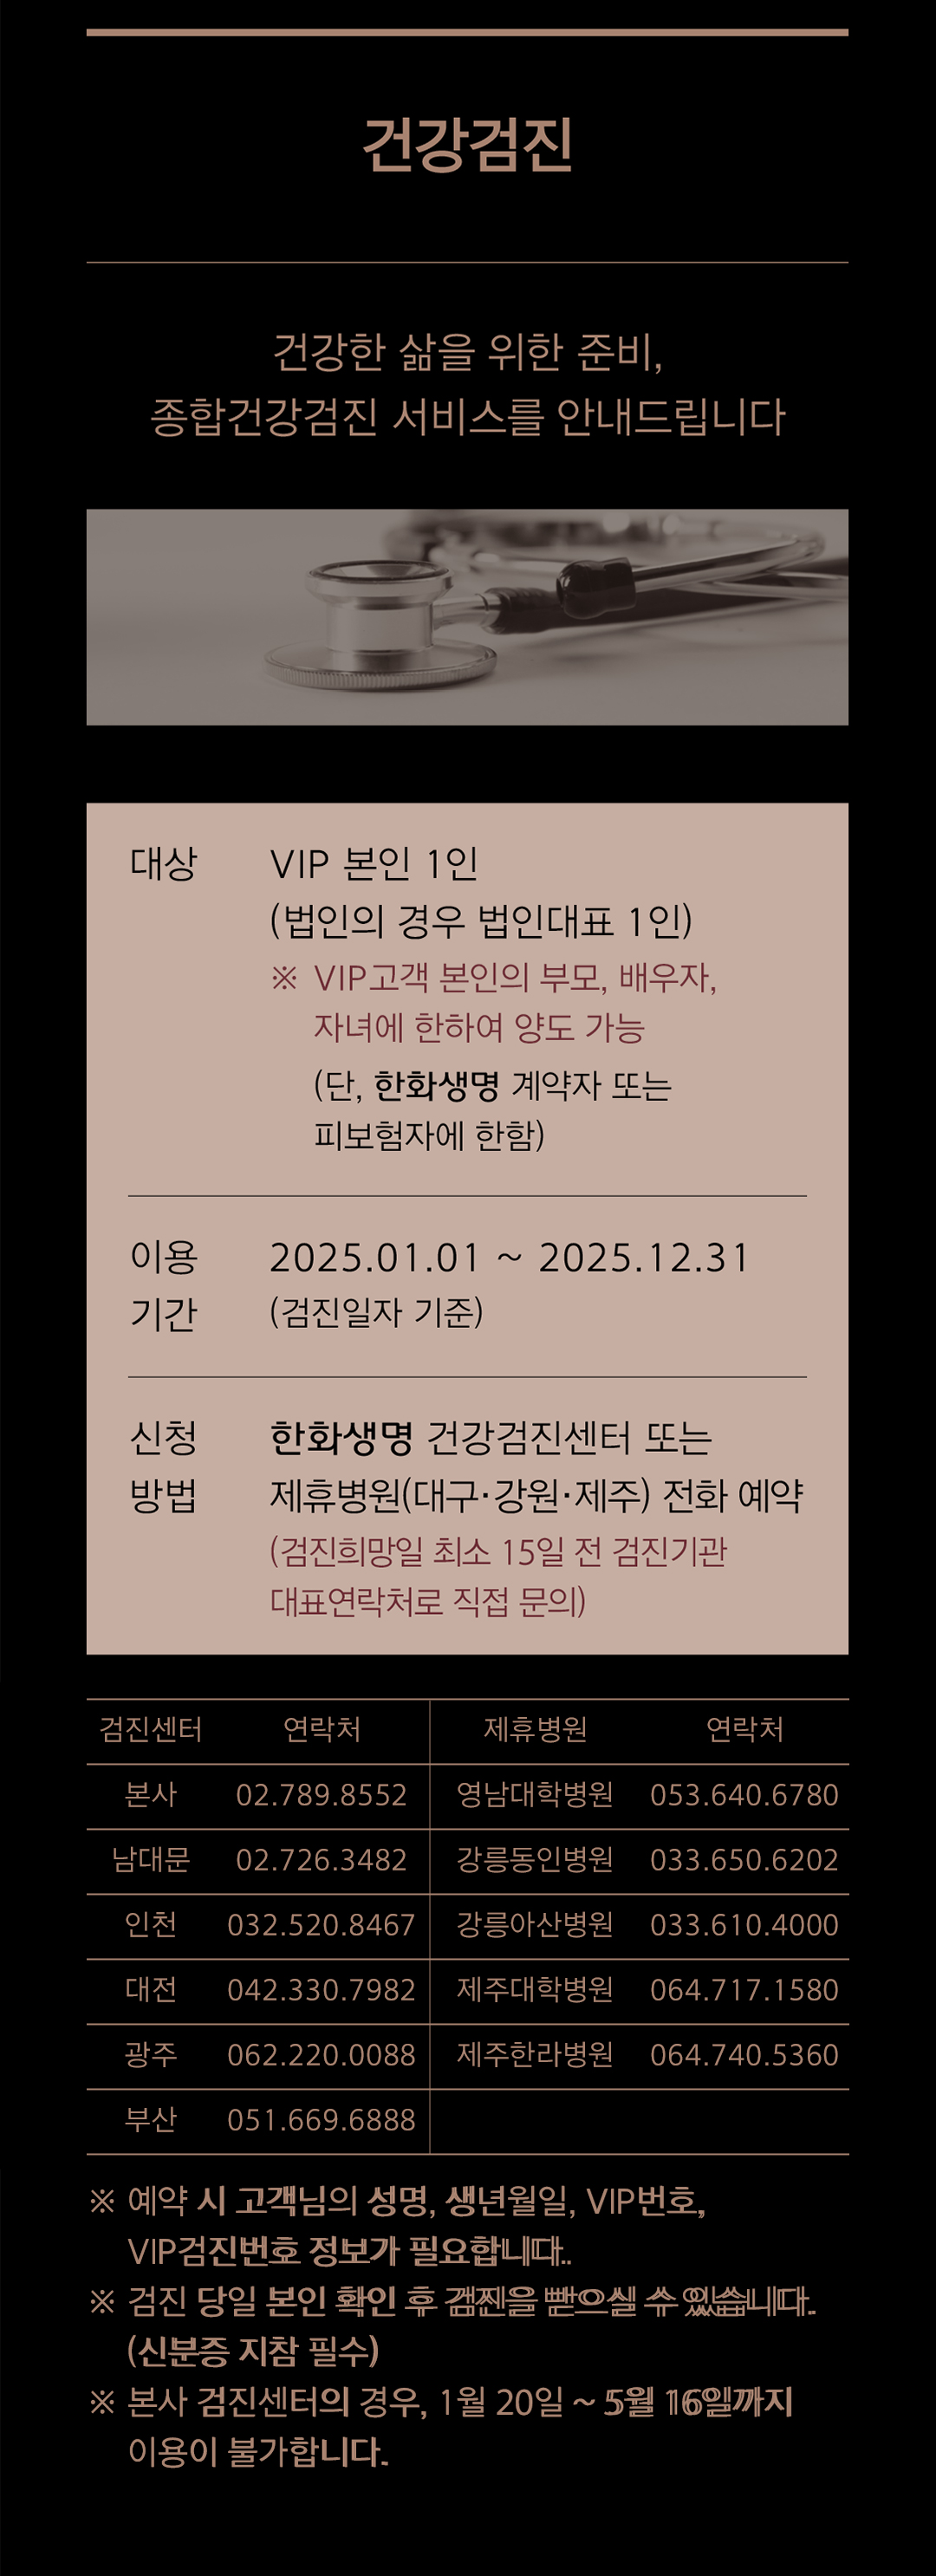 건강검진
건강한 삶을 위한 준비,
종합건강검진 서비스를 안내드립니다
대상 VIP 본인 1인
(법인의 경우 법인대표 1인)
※ VIP고객 본인의 부모, 배우자,
자녀에 한하여 양도 가능
(단, 한화생명 계약자 또는
피보험자에 한함)
이용 2025.01.01 ~ 2025.12.31
기간 (검진일자 기준)
신청 한화생명 건강검진센터 또는
방법 제휴병원(대구·강원·제주) 전화 예약
(검진희망일 최소 15일 전 검진기관
대표연락처로 직접 문의)
검진센터 연락처 제휴병원 연락처
본사 02.789.8552 영남대학병원 053.640.6780
남대문 02.726.3482 강릉동인병원 033.650.6202
인천 032.520.8467 강릉아산병원 033.610.4000
대전 042.330.7982 제주대학병원 064.717.1580
광주 062.220.0088 제주한라병원 064.740.5360
부산 051.669.6888
※ 예약 시 고객님의 성명, 생년월일, VIP번호,
VIP검진번호 정보가 필요합니다.
※ 검진 당일 본인 확인 후 검진을 받으실 수 있습니다.
(신분증 지참 필수)
※ 본사 검진센터의 경우, 1월 20일 ~ 5월 16일까지
이용이 불가합니다.